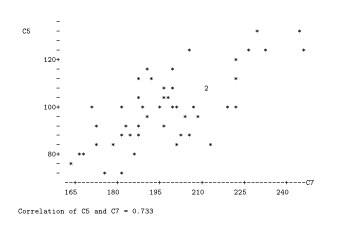 C5
120+
2
100+
80+
C7
165 180 195 210 225 240
Correlation of C5 and C7 = 0.733